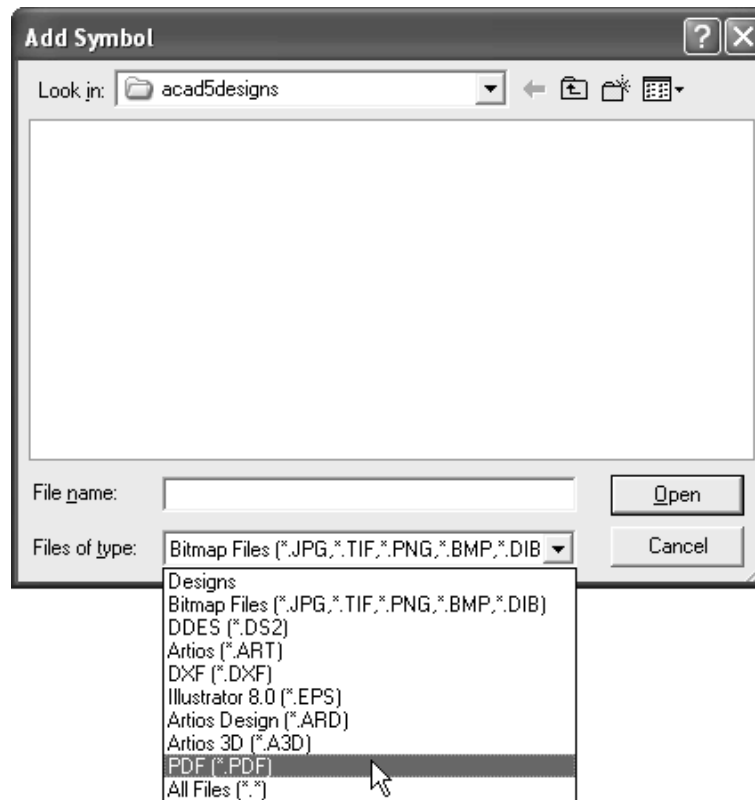 Add Symbol
Look in: acad5designs
File name: Open
Files of type: Bitmap Files (*.JPG,*.TIF,*.PNG,*.BMP,*.DIB Cancel
Designs
Bitmap Files (*.JPG,*.TIF,*.PNG,*.BMP,*.DIB)
DDES (*.DS2)
Artios (*.ART)
DXF (*.DXF)
Illustrator 8.0 (*.EPS)
Artios Design (*.ARD)
Artios 3D (*.A3D)
PDF (*.PDF)
All Files (*.*)